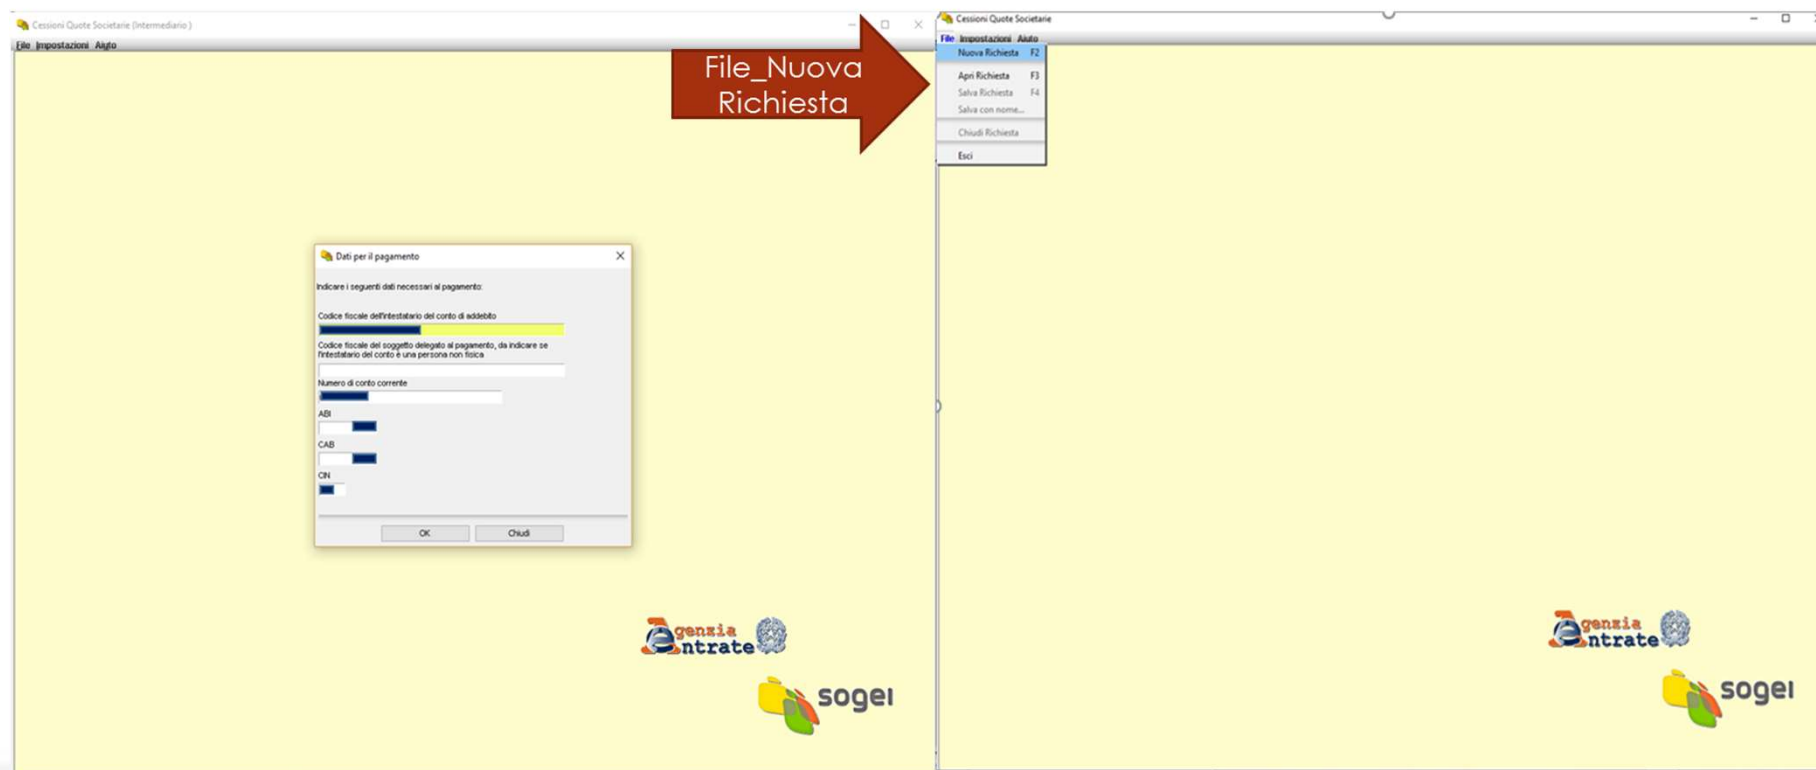 Cessioni Quote Societarie (Intermediario )
File Impostazioni Aiuto
Dati per il pagamento
Indicare i seguenti dati necessari al pagamento:
Codice fiscale dell'intestatario del conto di addebito
Codice fiscale del soggetto delegato al pagamento, da indicare se
l'intestatario del conto è una persona non fisica
Numero di conto corrente
ABI
CAB
CIN
OK Chiudi
Agenzia
Entrate
sogei
File_Nuova
Richiesta
Cessioni Quote Societarie
File Impostazioni Aiuto
Nuova Richiesta F2
Apri Richiesta F3
Salva Richiesta F4
Salva con nome...
Chiudi Richiesta
Esci
Agenzia
Entrate
sogei